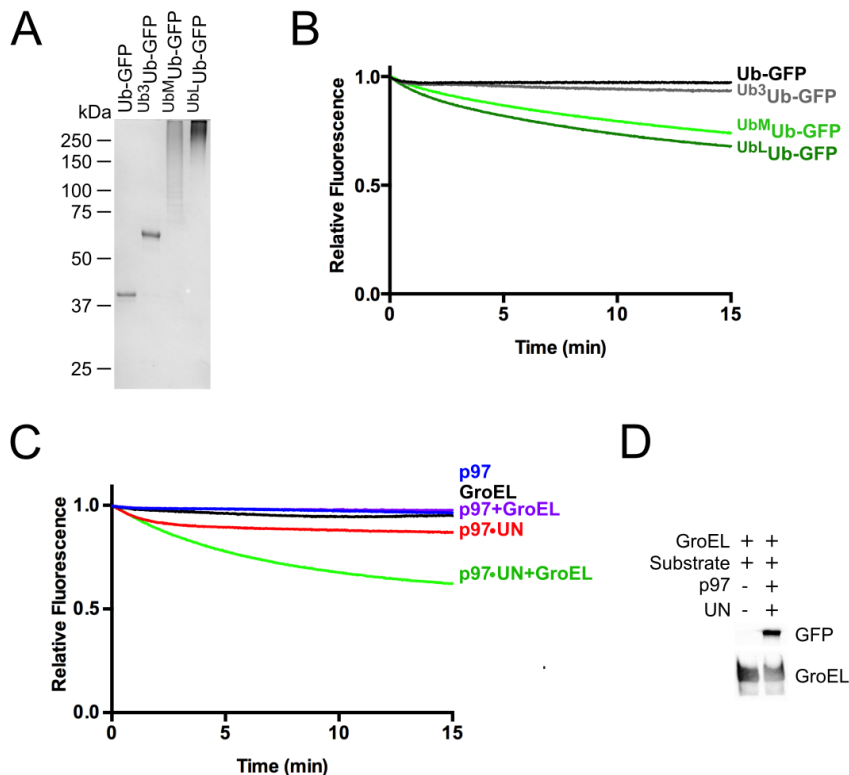 A
Ub-GFP
Ub3Ub-GFP
UbMUb-GFP
UbLUb-GFP
kDa
250
150
100
75
50
37
25
B
Relative Fluorescence
1.0
0.5
0.0
0
5
10
15
Time (min)
Ub-GFP
Ub3Ub-GFP
UbMUb-GFP
UbLUb-GFP
C
Relative Fluorescence
1.0
0.5
0.0
0
5
10
15
Time (min)
p97
GroEL
p97+GroEL
p97•UN
p97•UN+GroEL
D
GroEL + +
Substrate + +
p97 - +
UN - +
GFP
GroEL